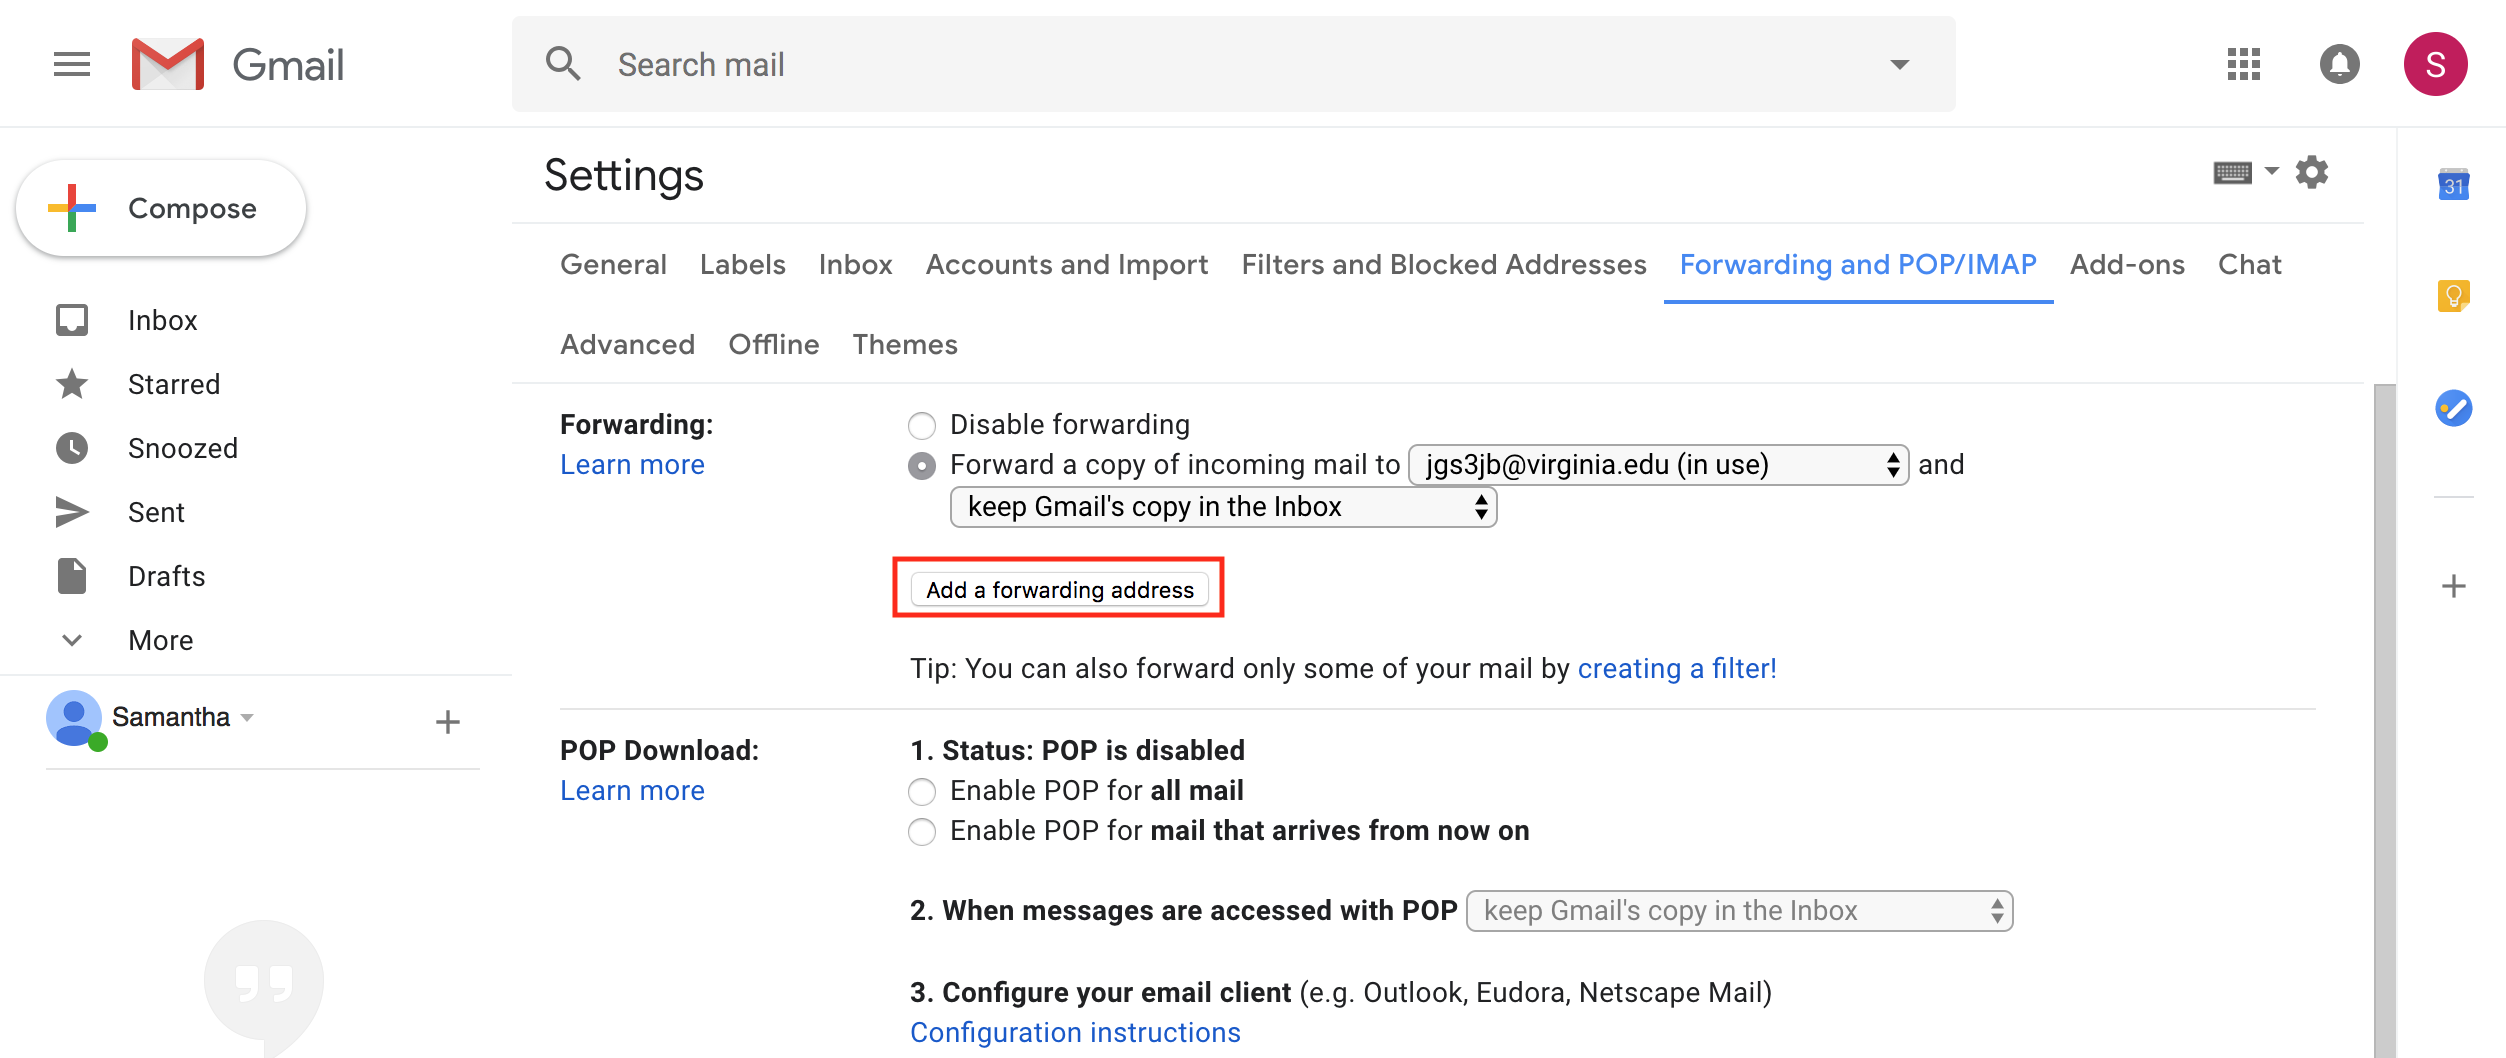 Gmail
Search mail
S
Compose
Inbox
Starred
Snoozed
Sent
Drafts
More
Samantha
Settings
General Labels Inbox Accounts and Import Filters and Blocked Addresses Forwarding and POP/IMAP Add-ons Chat
Advanced Offline Themes
Forwarding:
Learn more
Disable forwarding
Forward a copy of incoming mail to jgs3jb@virginia.edu (in use) and
keep Gmail's copy in the Inbox
Add a forwarding address
Tip: You can also forward only some of your mail by creating a filter!
POP Download:
Learn more
1. Status: POP is disabled
Enable POP for all mail
Enable POP for mail that arrives from now on
2. When messages are accessed with POP keep Gmail's copy in the Inbox
3. Configure your email client (e.g. Outlook, Eudora, Netscape Mail)
Configuration instructions
31